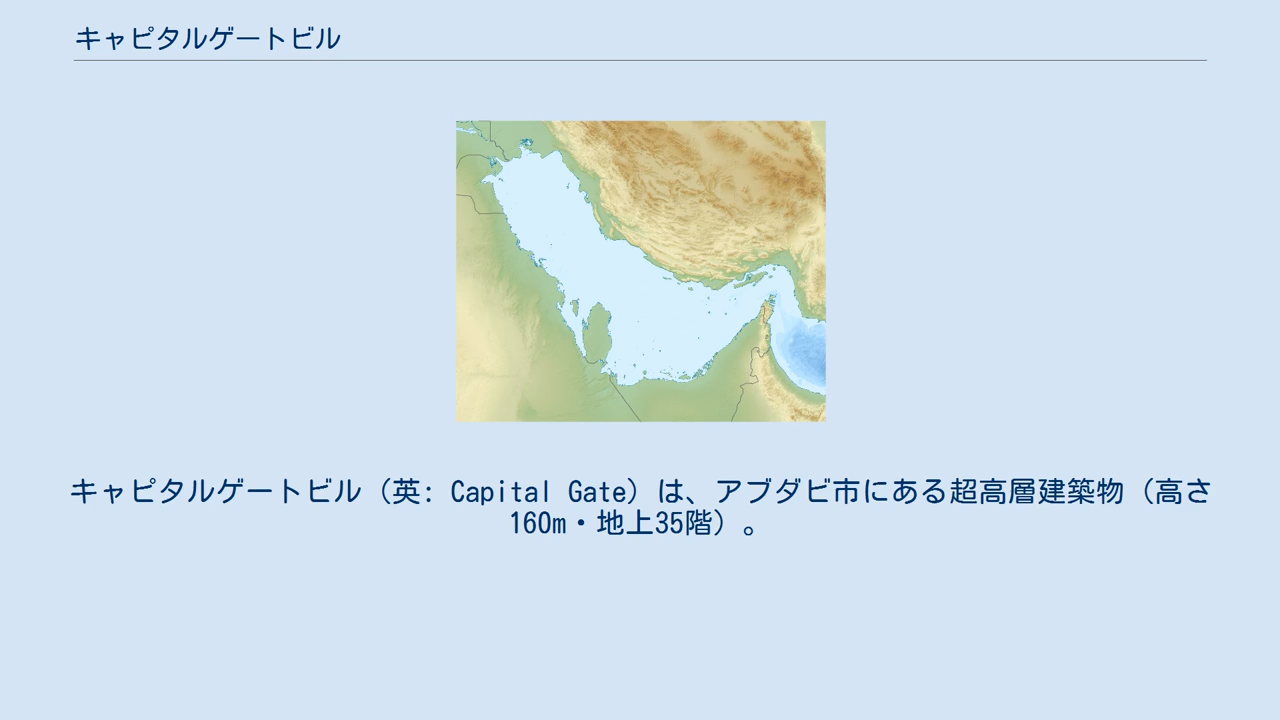 キャピタルゲートビル
キャピタルゲートビル（英: Capital Gate）は、アブダビ市にある超高層建築物（高さ
160m・地上35階）。